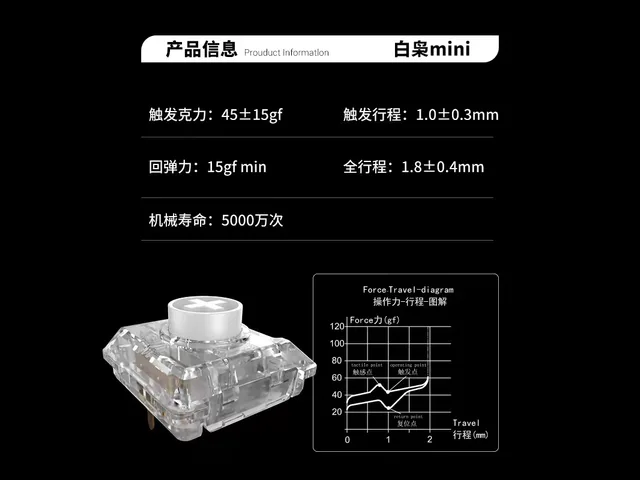 产品信息 Prouduct Information 白枭mini
触发克力：45±15gf 触发行程：1.0±0.3mm
回弹力：15gf min 全行程：1.8±0.4mm
机械寿命：5000万次
Force Travel-diagram
操作力-行程-图解
Force力(gf)
120
100
80
tactile point operating point
触感点 触发点
60
40
20
return point
复位点
Travel
行程(mm)
0 1 2